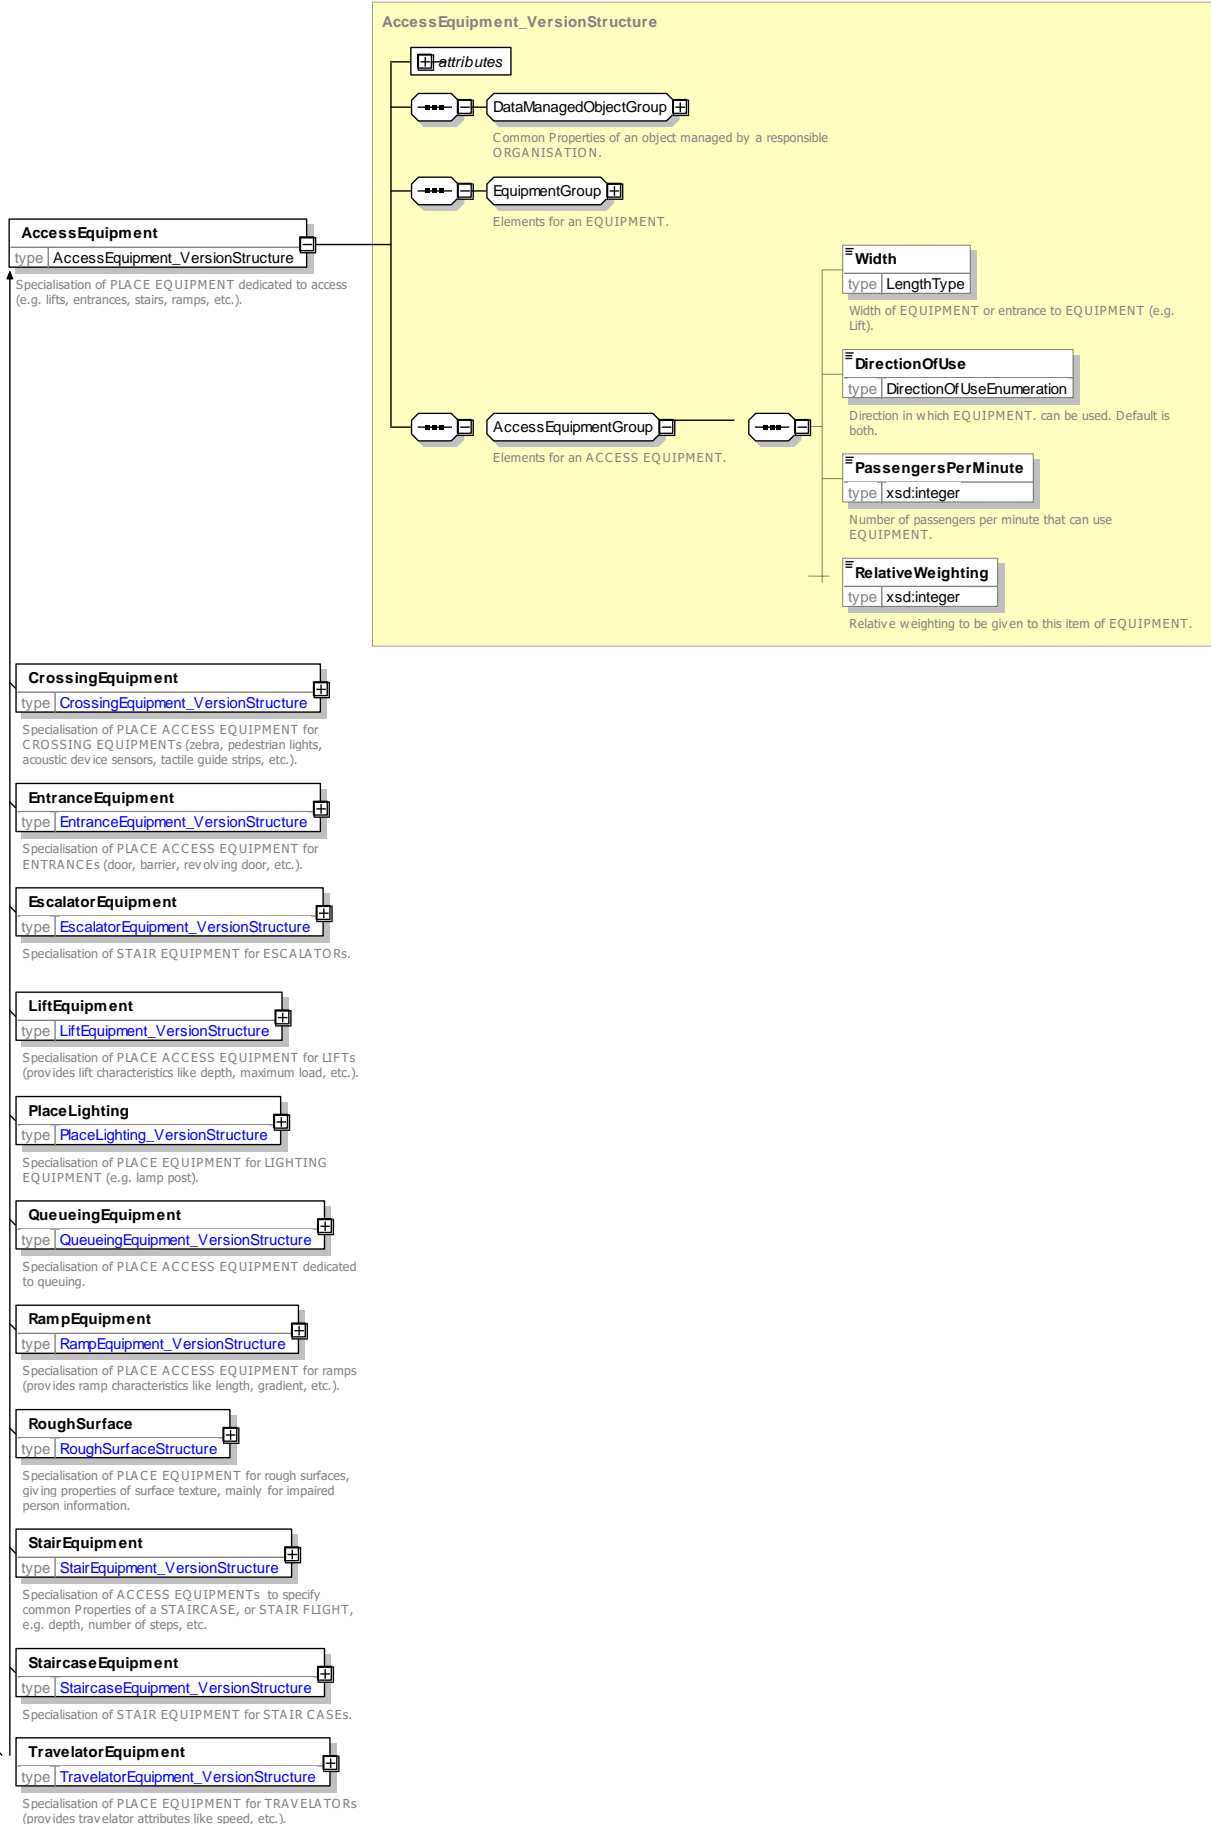 AccessEquipment_VersionStructure
attributes
DataManagedObjectGroup
Common Properties of an object managed by a responsible
ORGANISATION.
EquipmentGroup
Elements for an EQUIPMENT.
AccessEquipment
type AccessEquipment_VersionStructure
Specialisation of PLACE EQUIPMENT dedicated to access
(e.g. lifts, entrances, stairs, ramps, etc.).
Width
type LengthType
Width of EQUIPMENT or entrance to EQUIPMENT (e.g.
Lift).
DirectionOfUse
type DirectionOfUseEnumeration
Direction in which EQUIPMENT. can be used. Default is
both.
AccessEquipmentGroup
Elements for an ACCESS EQUIPMENT.
PassengersPerMinute
type xsd:integer
Number of passengers per minute that can use
EQUIPMENT.
RelativeWeighting
type xsd:integer
Relative weighting to be given to this item of EQUIPMENT.
CrossingEquipment
type CrossingEquipment_VersionStructure
Specialisation of PLACE ACCESS EQUIPMENT for
CROSSING EQUIPMENTs (zebra, pedestrian lights,
acoustic device sensors, tactile guide strips, etc.).
EntranceEquipment
type EntranceEquipment_VersionStructure
Specialisation of PLACE ACCESS EQUIPMENT for
ENTRANCEs (door, barrier, revolving door, etc.).
EscalatorEquipment
type EscalatorEquipment_VersionStructure
Specialisation of STAIR EQUIPMENT for ESCALATORs.
LiftEquipment
type LiftEquipment_VersionStructure
Specialisation of PLACE ACCESS EQUIPMENT for LIFTs
(provides lift characteristics like depth, maximum load, etc.).
PlaceLighting
type PlaceLighting_VersionStructure
Specialisation of PLACE EQUIPMENT for LIGHTING
EQUIPMENT (e.g. lamp post).
QueueingEquipment
type QueueingEquipment_VersionStructure
Specialisation of PLACE ACCESS EQUIPMENT dedicated
to queuing.
RampEquipment
type RampEquipment_VersionStructure
Specialisation of PLACE ACCESS EQUIPMENT for ramps
(provides ramp characteristics like length, gradient, etc.).
RoughSurface
type RoughSurfaceStructure
Specialisation of PLACE EQUIPMENT for rough surfaces,
giving properties of surface texture, mainly for impaired
person information.
StairEquipment
type StairEquipment_VersionStructure
Specialisation of ACCESS EQUIPMENTs to specify
common Properties of a STAIRCASE, or STAIR FLIGHT,
e.g. depth, number of steps, etc.
StaircaseEquipment
type StaircaseEquipment_VersionStructure
Specialisation of STAIR EQUIPMENT for STAIR CASEs.
TravelatorEquipment
type TravelatorEquipment_VersionStructure
Specialisation of PLACE EQUIPMENT for TRAVELATORs
(provides travelator attributes like speed, etc.).